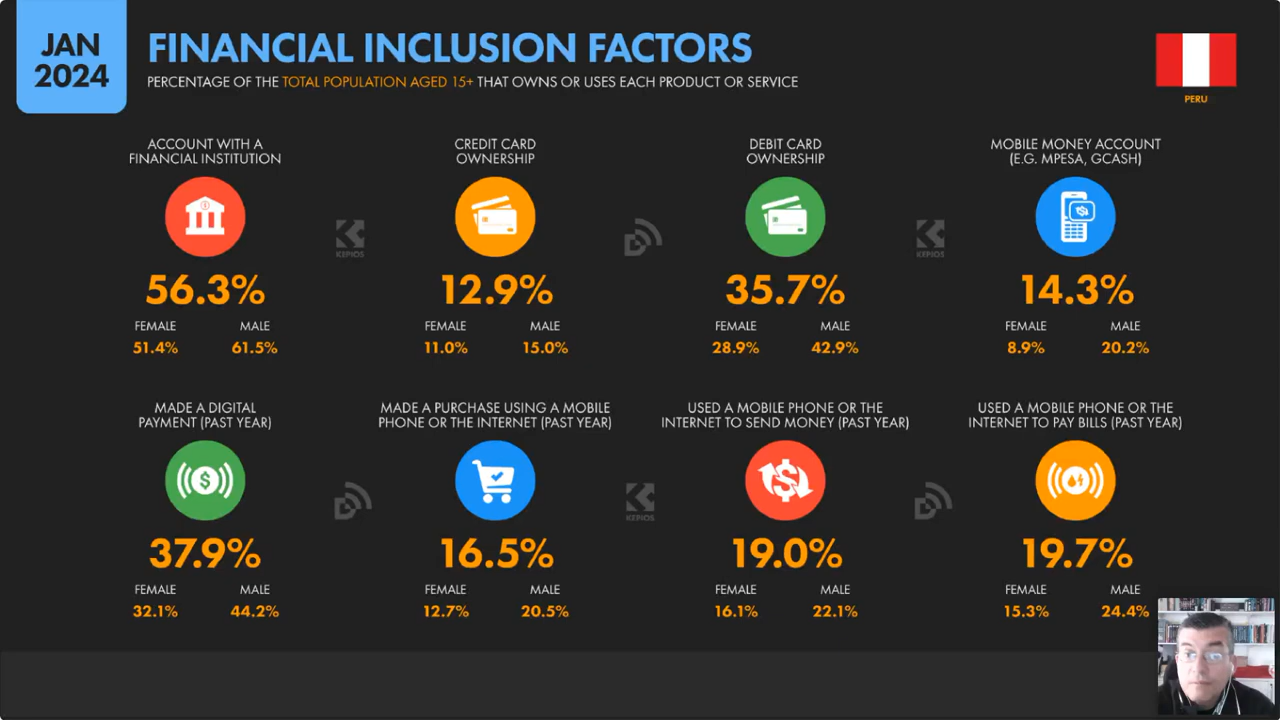 JAN
2024
FINANCIAL INCLUSION FACTORS
PERCENTAGE OF THE TOTAL POPULATION AGED 15+ THAT OWNS OR USES EACH PRODUCT OR SERVICE
PERU
ACCOUNT WITH A
FINANCIAL INSTITUTION
56.3%
FEMALE MALE
51.4% 61.5%
CREDIT CARD
OWNERSHIP
12.9%
FEMALE MALE
11.0% 15.0%
DEBIT CARD
OWNERSHIP
35.7%
FEMALE MALE
28.9% 42.9%
MOBILE MONEY ACCOUNT
(E.G. MPESA, GCASH)
14.3%
FEMALE MALE
8.9% 20.2%
KEPIOS
KEPIOS
MADE A DIGITAL
PAYMENT (PAST YEAR)
37.9%
FEMALE MALE
32.1% 44.2%
MADE A PURCHASE USING A MOBILE
PHONE OR THE INTERNET (PAST YEAR)
16.5%
FEMALE MALE
12.7% 20.5%
USED A MOBILE PHONE OR THE
INTERNET TO SEND MONEY (PAST YEAR)
19.0%
FEMALE MALE
16.1% 22.1%
USED A MOBILE PHONE OR THE
INTERNET TO PAY BILLS (PAST YEAR)
19.7%
FEMALE MALE
15.3% 24.4%
KEPIOS